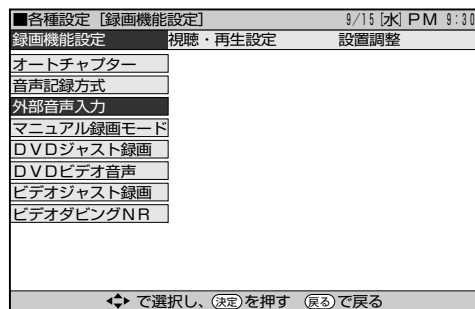 ■各種設定［録画機能設定］ 9/15[水]PM 9:30
録画機能設定 視聴・再生設定 設置調整
オートチャプター
音声記録方式
外部音声入力
マニュアル録画モード
ＤＶＤジャスト録画
ＤＶＤビデオ音声
ビデオジャスト録画
ビデオダビングＮＲ
で選択し、決定を押す 戻るで戻る